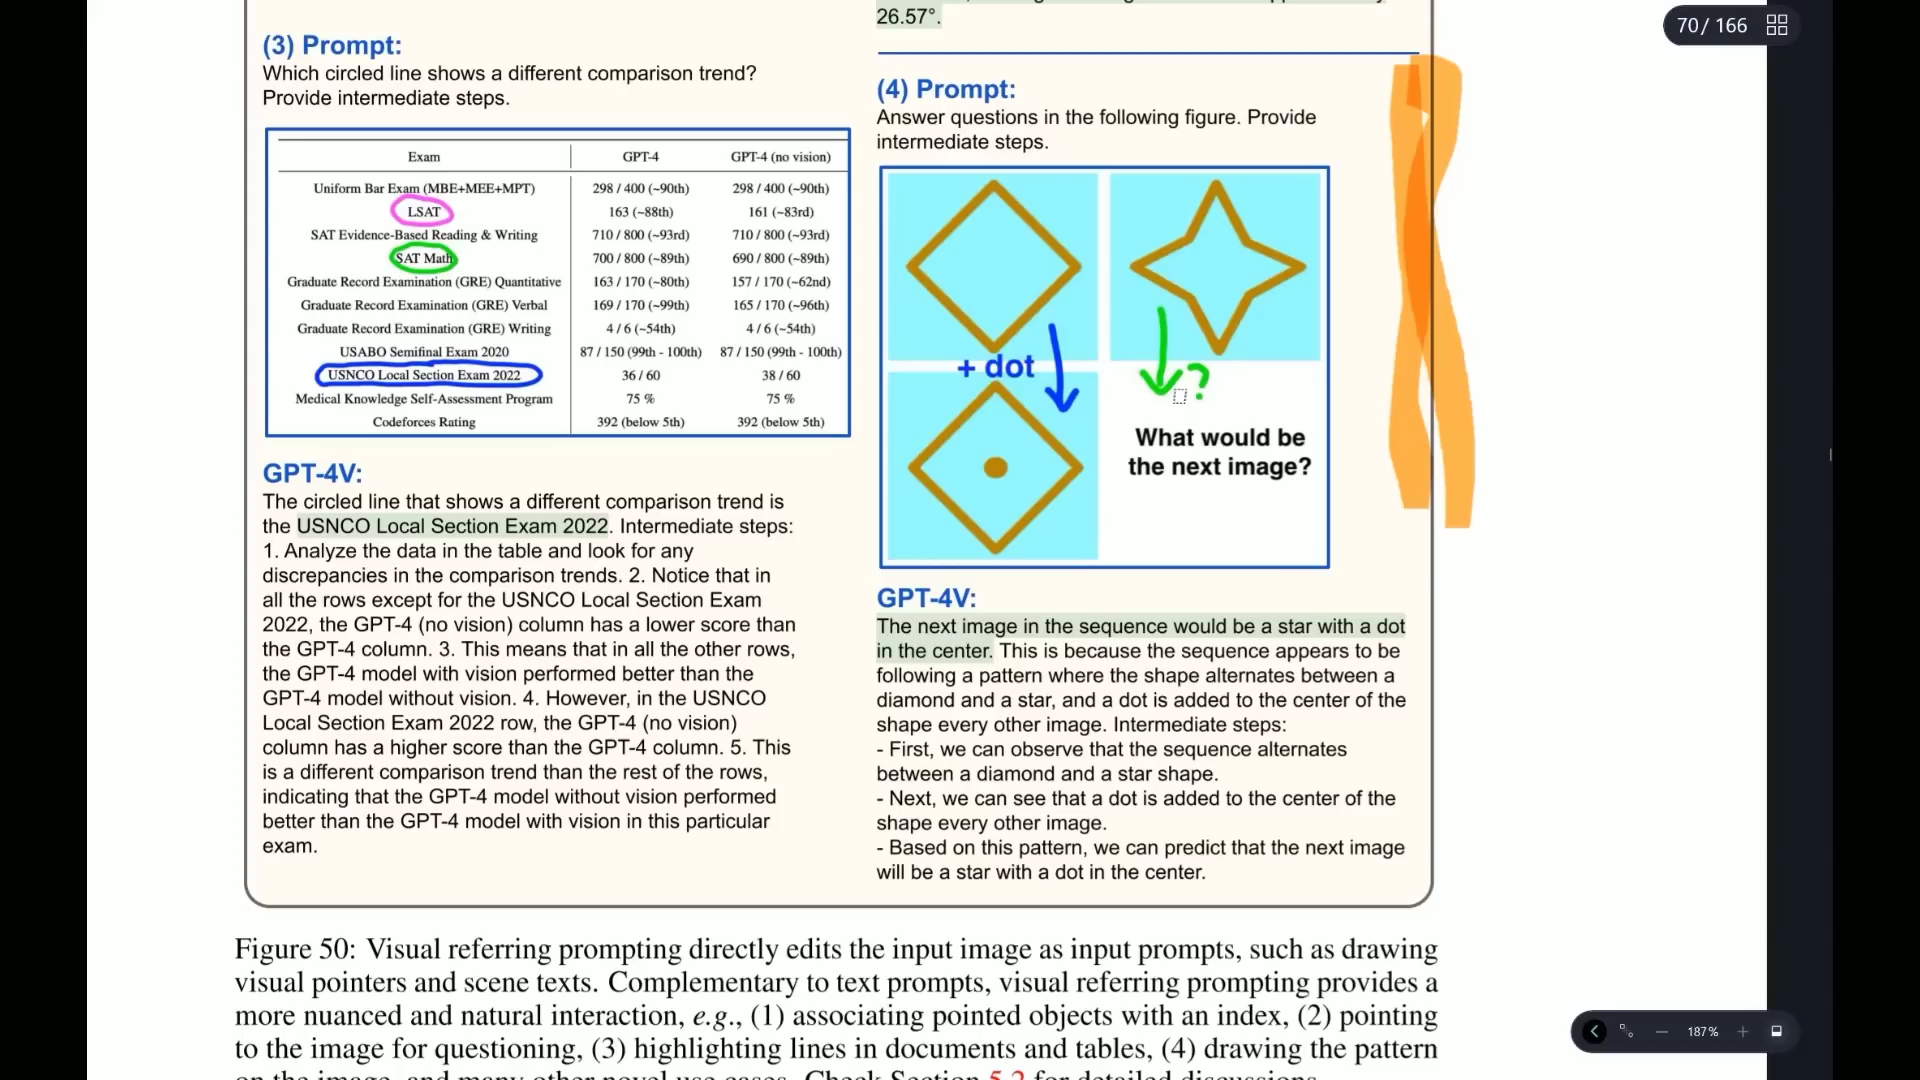 26.57°.
70 / 166
(3) Prompt:
Which circled line shows a different comparison trend?
Provide intermediate steps.
Exam GPT-4 GPT-4 (no vision)
Uniform Bar Exam (MBE+MEE+MPT) 298 / 400 (~90th) 298 / 400 (~90th)
LSAT 163 (~88th) 161 (~83rd)
SAT Evidence-Based Reading & Writing 710 / 800 (~93rd) 710 / 800 (~93rd)
SAT Math 700 / 800 (~89th) 690 / 800 (~89th)
Graduate Record Examination (GRE) Quantitative 163 / 170 (~80th) 157 / 170 (~62nd)
Graduate Record Examination (GRE) Verbal 169 / 170 (~99th) 165 / 170 (~96th)
Graduate Record Examination (GRE) Writing 4 / 6 (~54th) 4 / 6 (~54th)
USABO Semifinal Exam 2020 87 / 150 (99th - 100th) 87 / 150 (99th - 100th)
USNCO Local Section Exam 2022 36 / 60 38 / 60
Medical Knowledge Self-Assessment Program 75 % 75 %
Codeforces Rating 392 (below 5th) 392 (below 5th)
GPT-4V:
The circled line that shows a different comparison trend is
the USNCO Local Section Exam 2022. Intermediate steps:
1. Analyze the data in the table and look for any
discrepancies in the comparison trends. 2. Notice that in
all the rows except for the USNCO Local Section Exam
2022, the GPT-4 (no vision) column has a lower score than
the GPT-4 column. 3. This means that in all the other rows,
the GPT-4 model with vision performed better than the
GPT-4 model without vision. 4. However, in the USNCO
Local Section Exam 2022 row, the GPT-4 (no vision)
column has a higher score than the GPT-4 column. 5. This
is a different comparison trend than the rest of the rows,
indicating that the GPT-4 model without vision performed
better than the GPT-4 model with vision in this particular
exam.
(4) Prompt:
Answer questions in the following figure. Provide
intermediate steps.
+ dot
?
What would be
the next image?
GPT-4V:
The next image in the sequence would be a star with a dot
in the center. This is because the sequence appears to be
following a pattern where the shape alternates between a
diamond and a star, and a dot is added to the center of the
shape every other image. Intermediate steps:
- First, we can observe that the sequence alternates
between a diamond and a star shape.
- Next, we can see that a dot is added to the center of the
shape every other image.
- Based on this pattern, we can predict that the next image
will be a star with a dot in the center.
Figure 50: Visual referring prompting directly edits the input image as input prompts, such as drawing
visual pointers and scene texts. Complementary to text prompts, visual referring prompting provides a
more nuanced and natural interaction, e.g., (1) associating pointed objects with an index, (2) pointing
to the image for questioning, (3) highlighting lines in documents and tables, (4) drawing the pattern
on the image, and many other novel use cases. Check Section 5.2 for detailed discussions.
187%